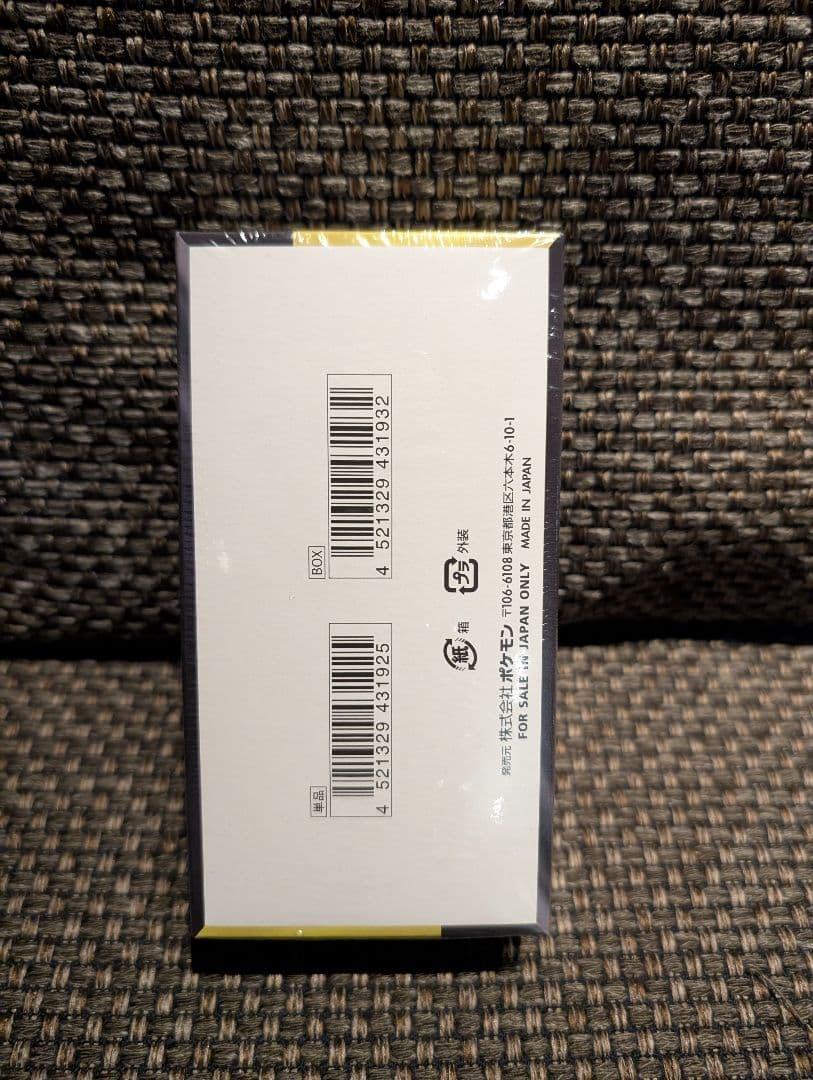 単品
4 521329 431925
BOX
4 521329 431932
紙 箱
プラ 外装
発売元 株式会社ポケモン 〒106-6108 東京都港区六本木6-10-1
FOR SALE IN JAPAN ONLY MADE IN JAPAN